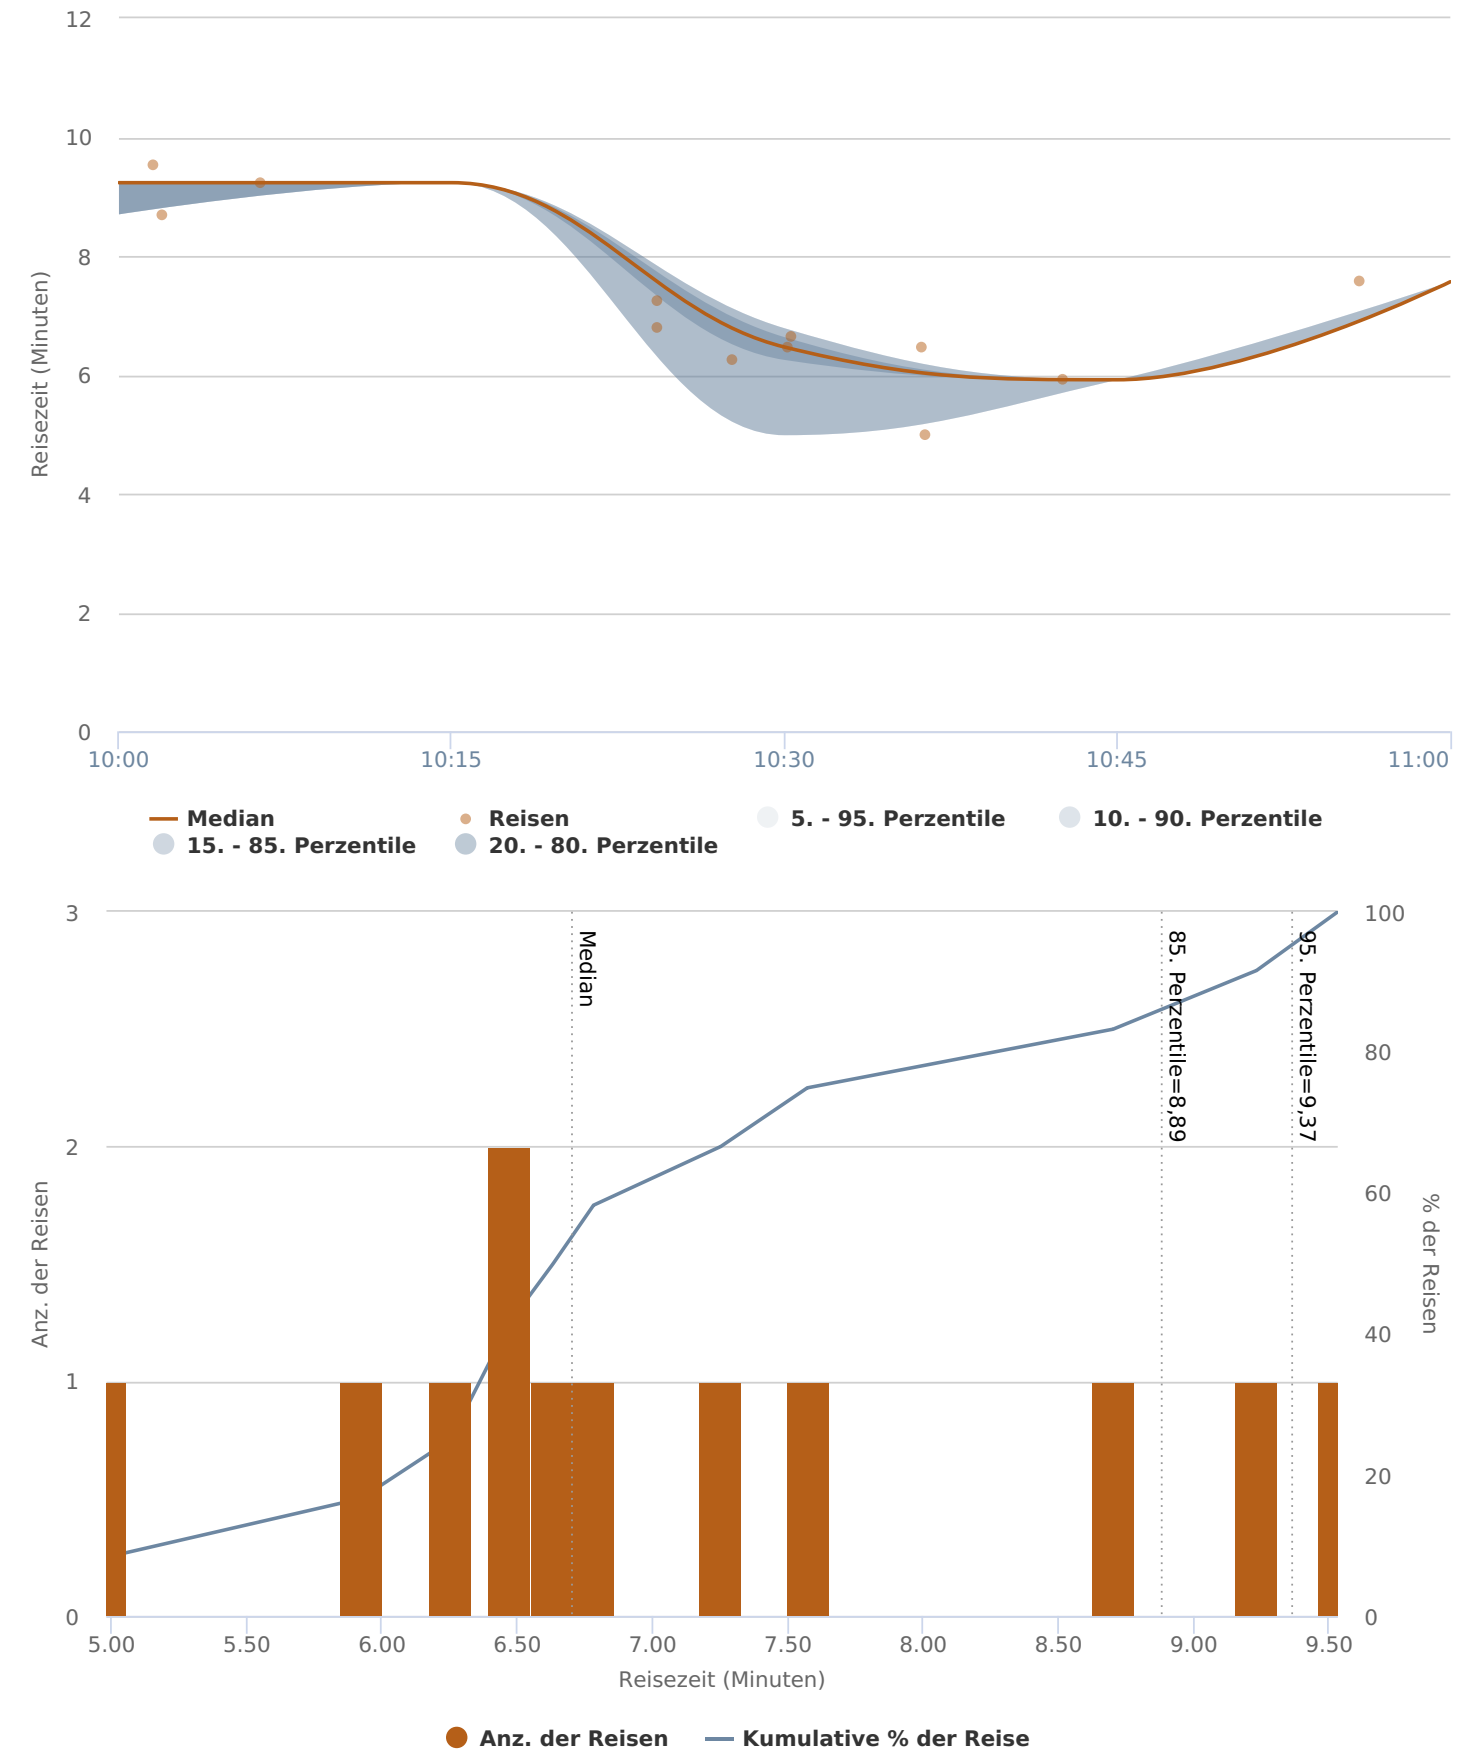 12
10
8
6
4
2
0
Reisezeit (Minuten)
10:00 10:15 10:30 10:45 11:00
Median Reisen 5. - 95. Perzentile 10. - 90. Perzentile
15. - 85. Perzentile 20. - 80. Perzentile
3
2
1
0
Anz. der Reisen
Median
85. Perzentile=8,89
95. Perzentile=9,37
100
80
60
40
20
0
% der Reisen
5.00 5.50 6.00 6.50 7.00 7.50 8.00 8.50 9.00 9.50
Reisezeit (Minuten)
Anz. der Reisen Kumulative % der Reise